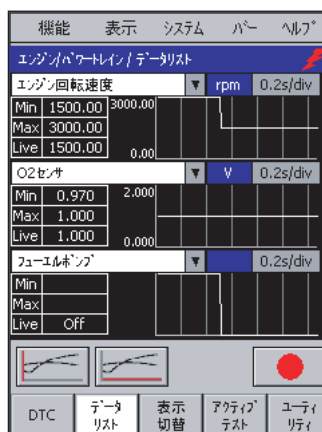 機能 表示 システム バー ヘルプ
エンジン/パワートレイン / データリスト
エンジン回転速度 ▼ rpm 0.2s/div
Min 1500.00 3000.00
Max 3000.00
Live 1500.00 0.00
O2センサ ▼ V 0.2s/div
Min 0.970 2.000
Max 1.000
Live 1.000 0.000
フューエルポンプ ▼ 0.2s/div
Min
Max
Live Off
DTC データリスト 表示切替 アクティブテスト ユーティリティ